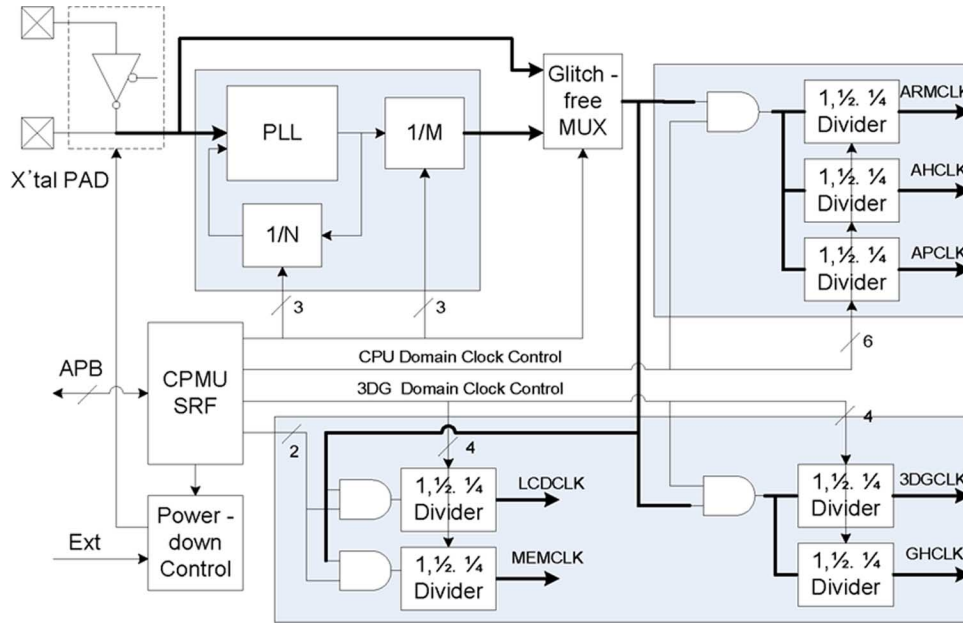 X'tal PAD
PLL
1/M
1/N
Glitch -
free
MUX
1,½. ¼
Divider
ARMCLK
1,½. ¼
Divider
AHCLK
1,½. ¼
Divider
APCLK
3
3
6
APB
CPMU
SRF
CPU Domain Clock Control
3DG Domain Clock Control
2
4
4
1,½. ¼
Divider
LCDCLK
1,½. ¼
Divider
MEMCLK
1,½. ¼
Divider
3DGCLK
1,½. ¼
Divider
GHCLK
Ext
Power -
down
Control